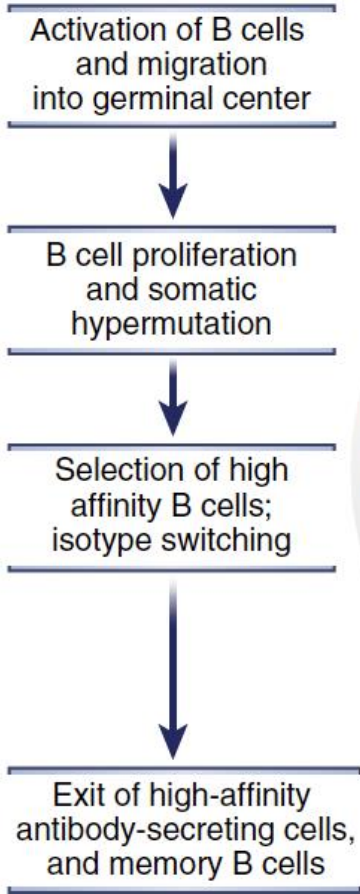 Activation of B cells
and migration
into germinal center
B cell proliferation
and somatic
hypermutation
Selection of high
affinity B cells;
isotype switching
Exit of high-affinity
antibody-secreting cells,
and memory B cells